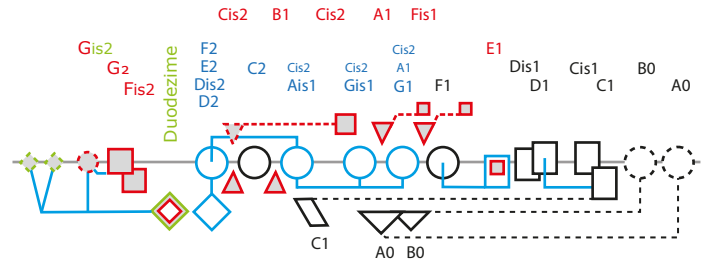 Cis2 B1 Cis2 A1 Fis1
Gis2
G2
Fis2
Duodezime
F2
E2
Dis2
D2
C2
Cis2
Ais1
Cis2
Gis1
Cis2
A1
G1
F1
E1
Dis1
D1
Cis1
C1
B0
A0
C1
A0 B0